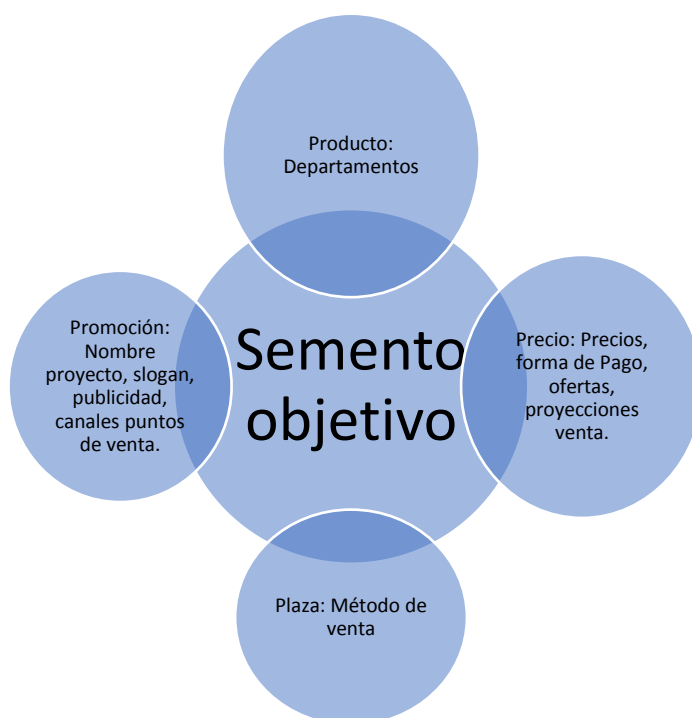 Producto:
Departamentos
Promoción:
Nombre
proyecto, slogan,
publicidad,
canales puntos
de venta.
Semento
objetivo
Precio: Precios,
forma de Pago,
ofertas,
proyecciones
venta.
Plaza: Método de
venta